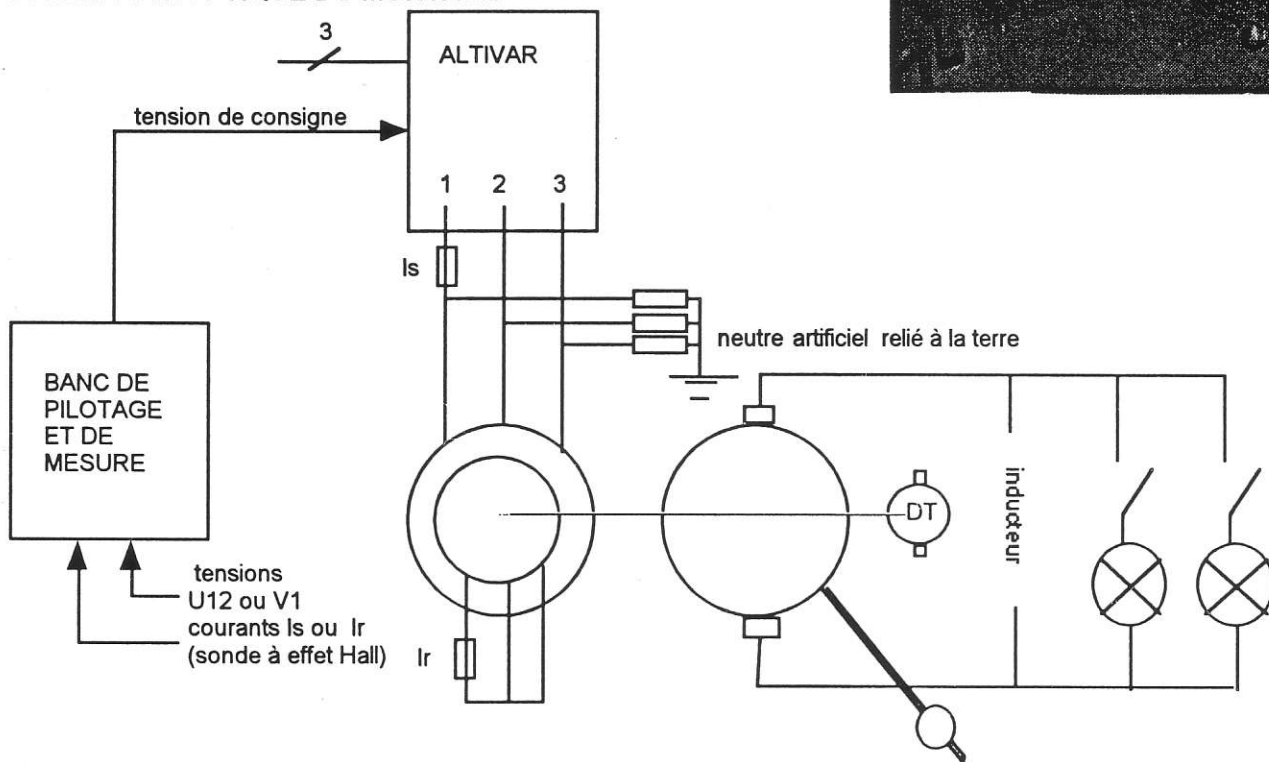 3
ALTIVAR
tension de consigne
1 2 3
Is
neutre artificiel relié à la terre
BANC DE
PILOTAGE
ET DE
MESURE
DT
inducteur
tensions
U12 ou V1
courants Is ou Ir
(sonde à effet Hall)
Ir